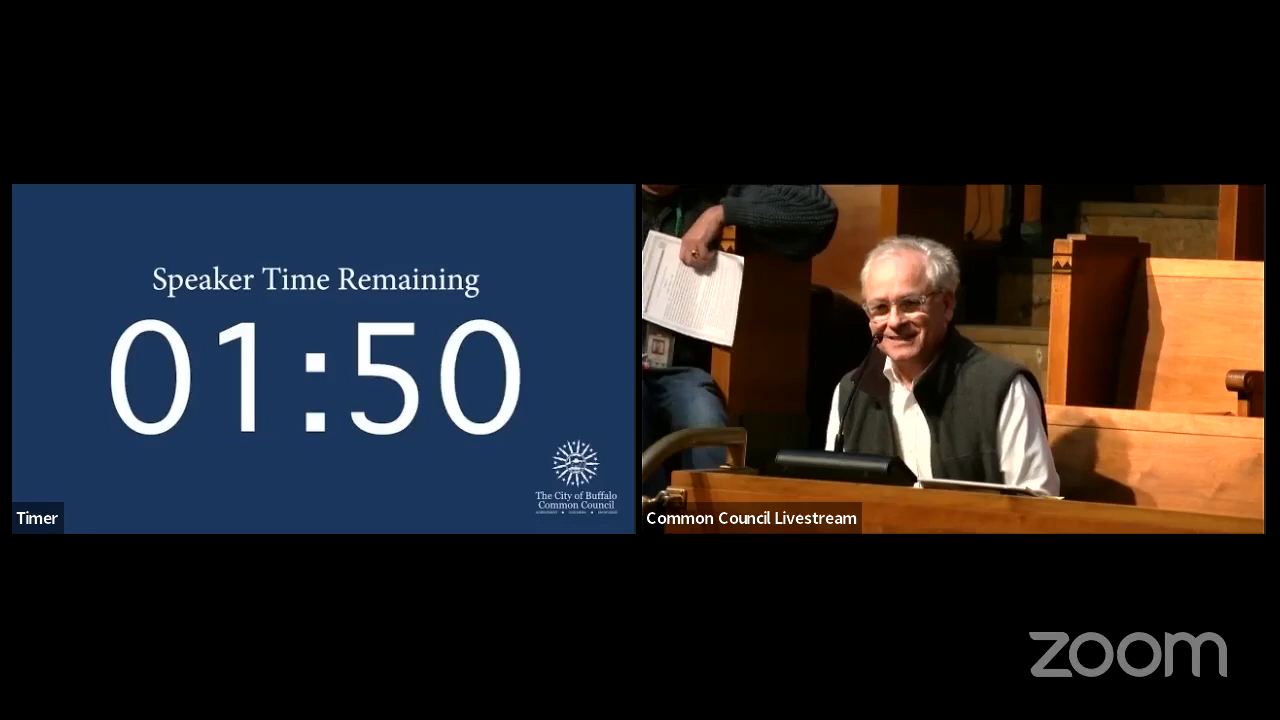 Speaker Time Remaining
01:50
The City of Buffalo
Common Council
Timer
Common Council Livestream
zoom